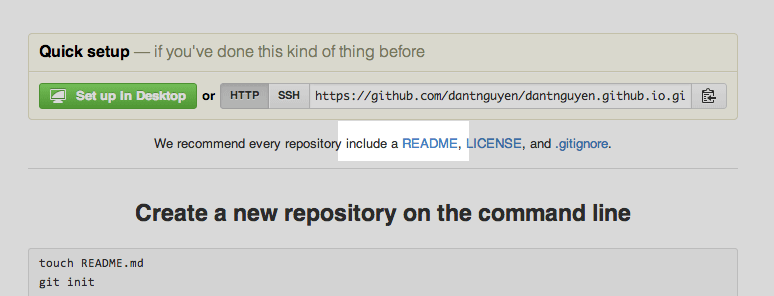 Quick setup — if you've done this kind of thing before
Set up in Desktop or HTTP SSH https://github.com/dantnguyen/dantnguyen.github.io.gi
We recommend every repository include a README, LICENSE, and .gitignore.
Create a new repository on the command line
touch README.md
git init